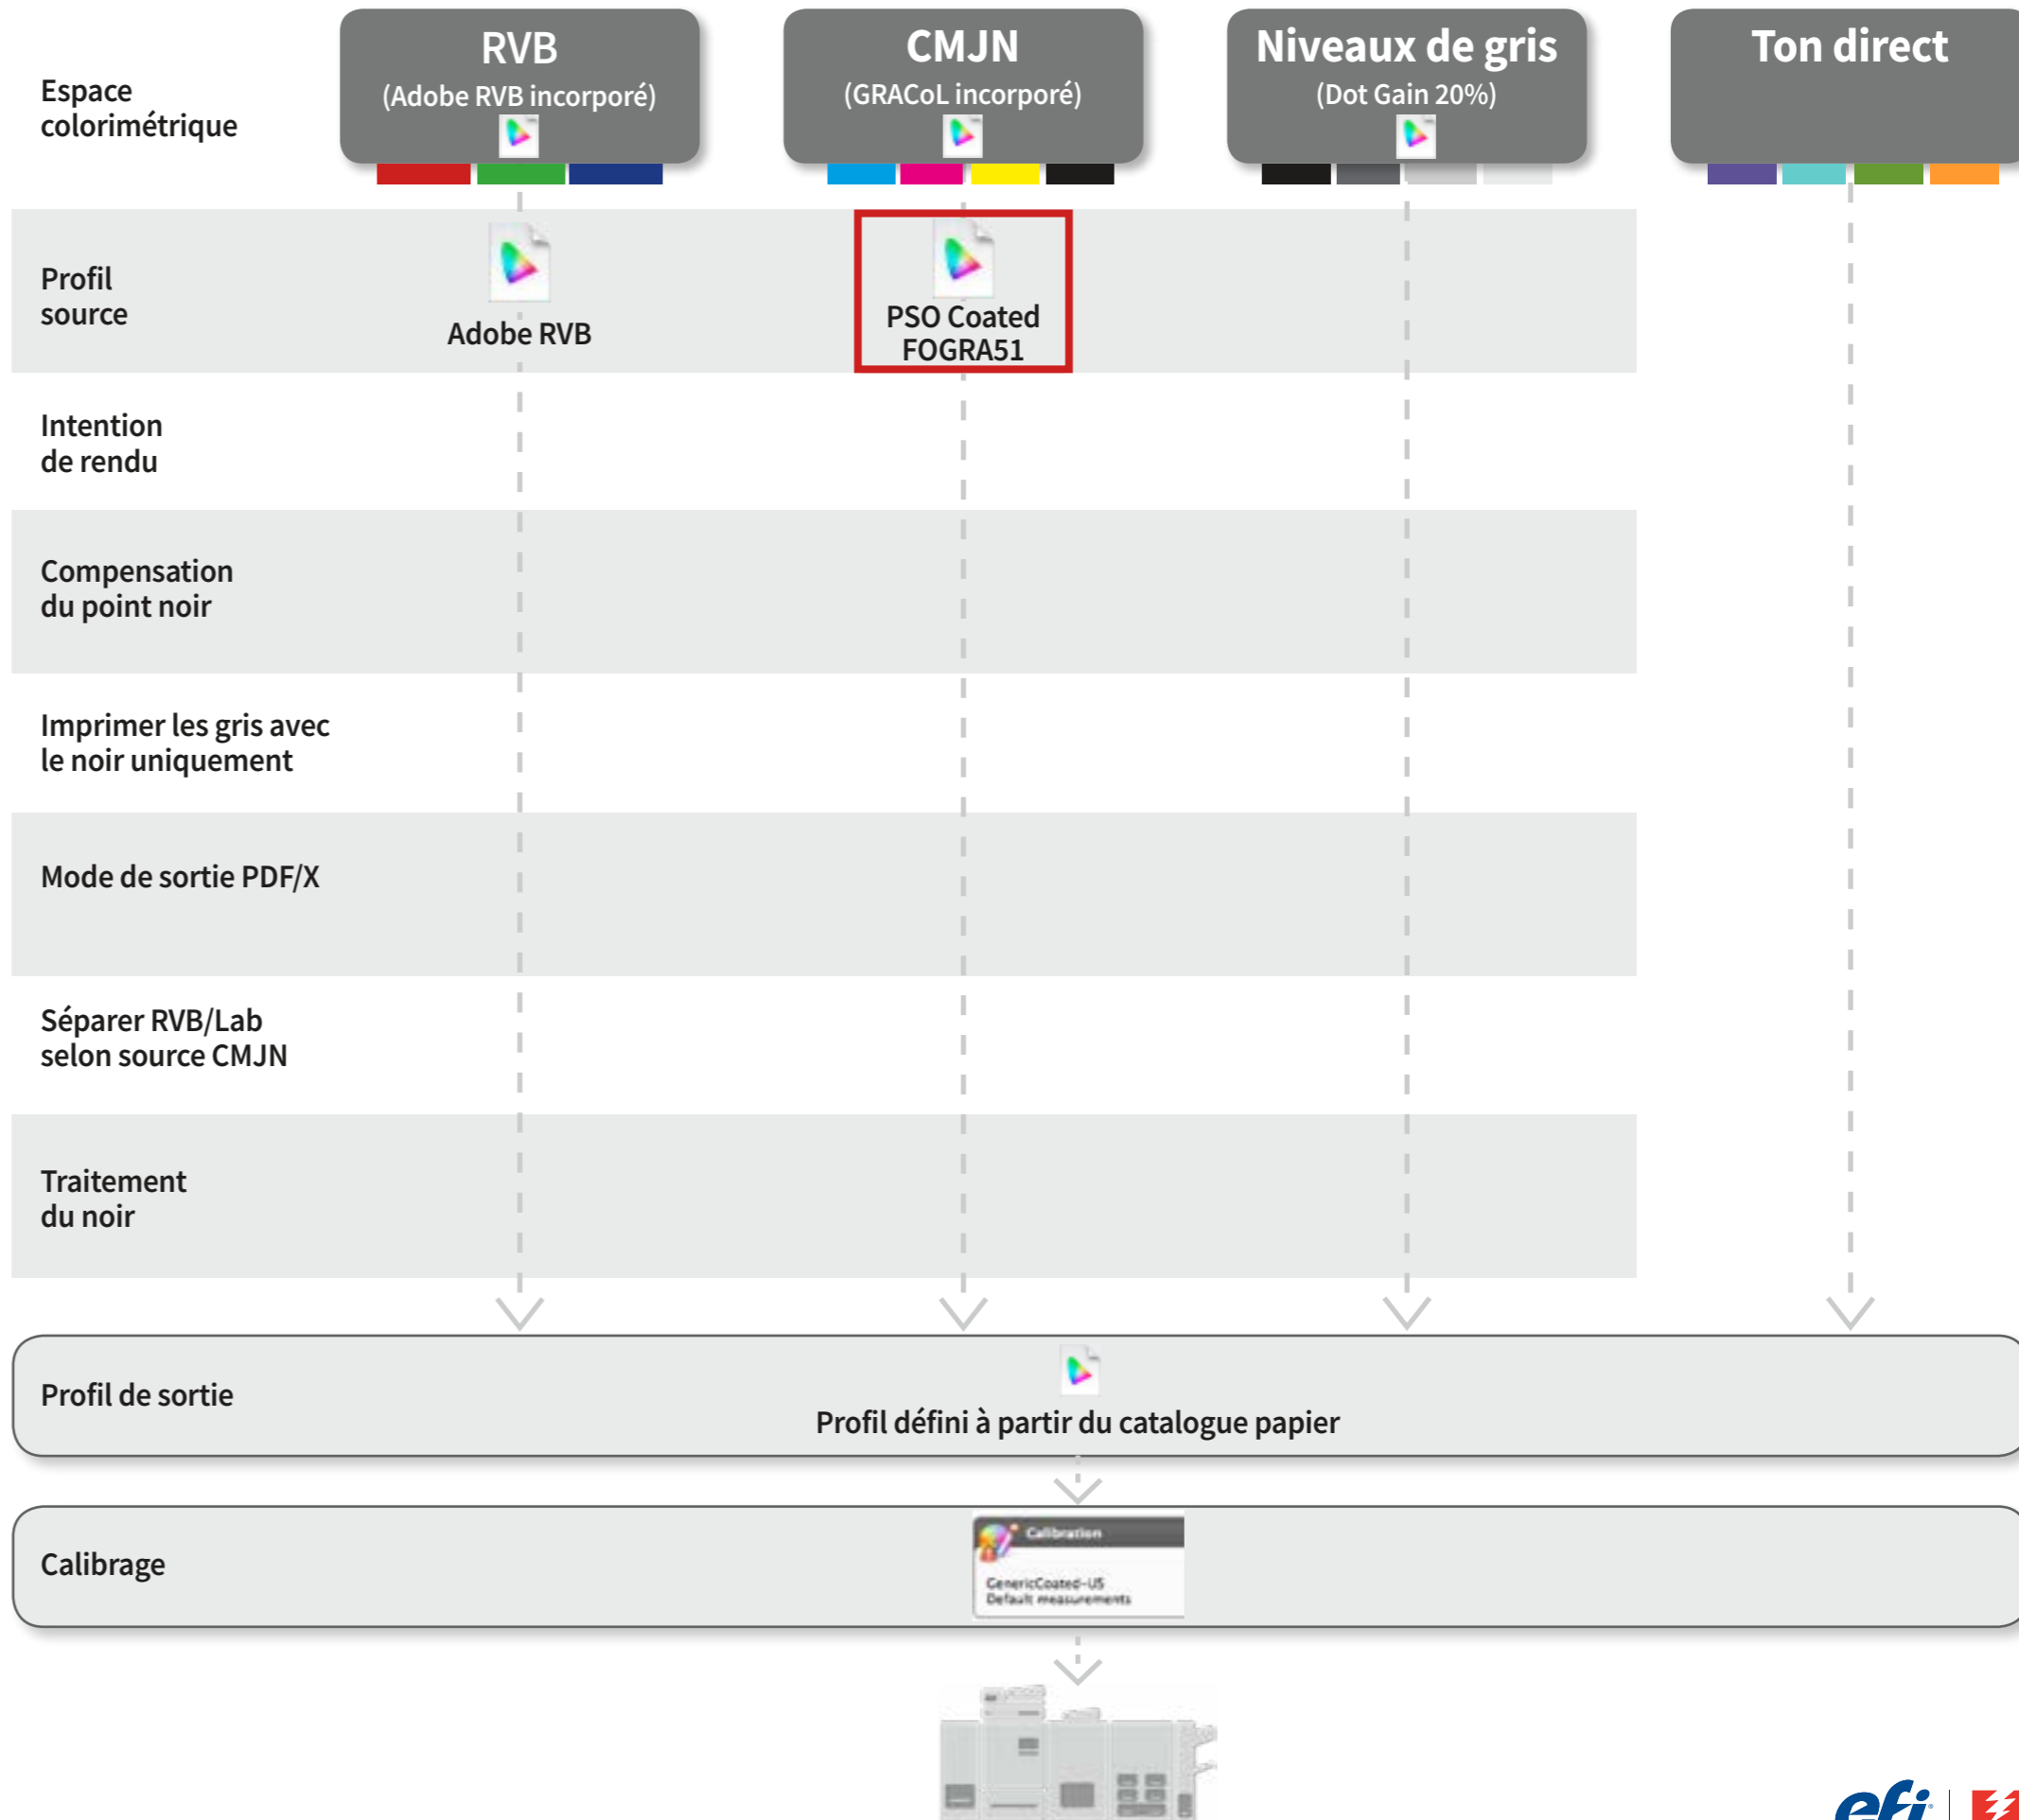 Espace
colorimétrique
RVB
(Adobe RVB incorporé)
CMJN
(GRACoL incorporé)
Niveaux de gris
(Dot Gain 20%)
Ton direct
Profil
source
Adobe RVB
PSO Coated
FOGRA51
Intention
de rendu
Compensation
du point noir
Imprimer les gris avec
le noir uniquement
Mode de sortie PDF/X
Séparer RVB/Lab
selon source CMJN
Traitement
du noir
Profil de sortie
Profil défini à partir du catalogue papier
Calibrage
Calibration
GenericCoated-US
Default measurements
efi